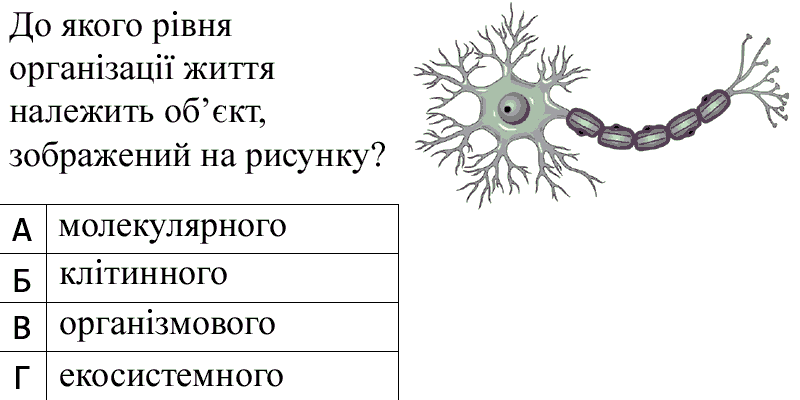 До якого рівня
організації життя
належить об’єкт,
зображений на рисунку?
А молекулярного
Б клітинного
В організмового
Г екосистемного